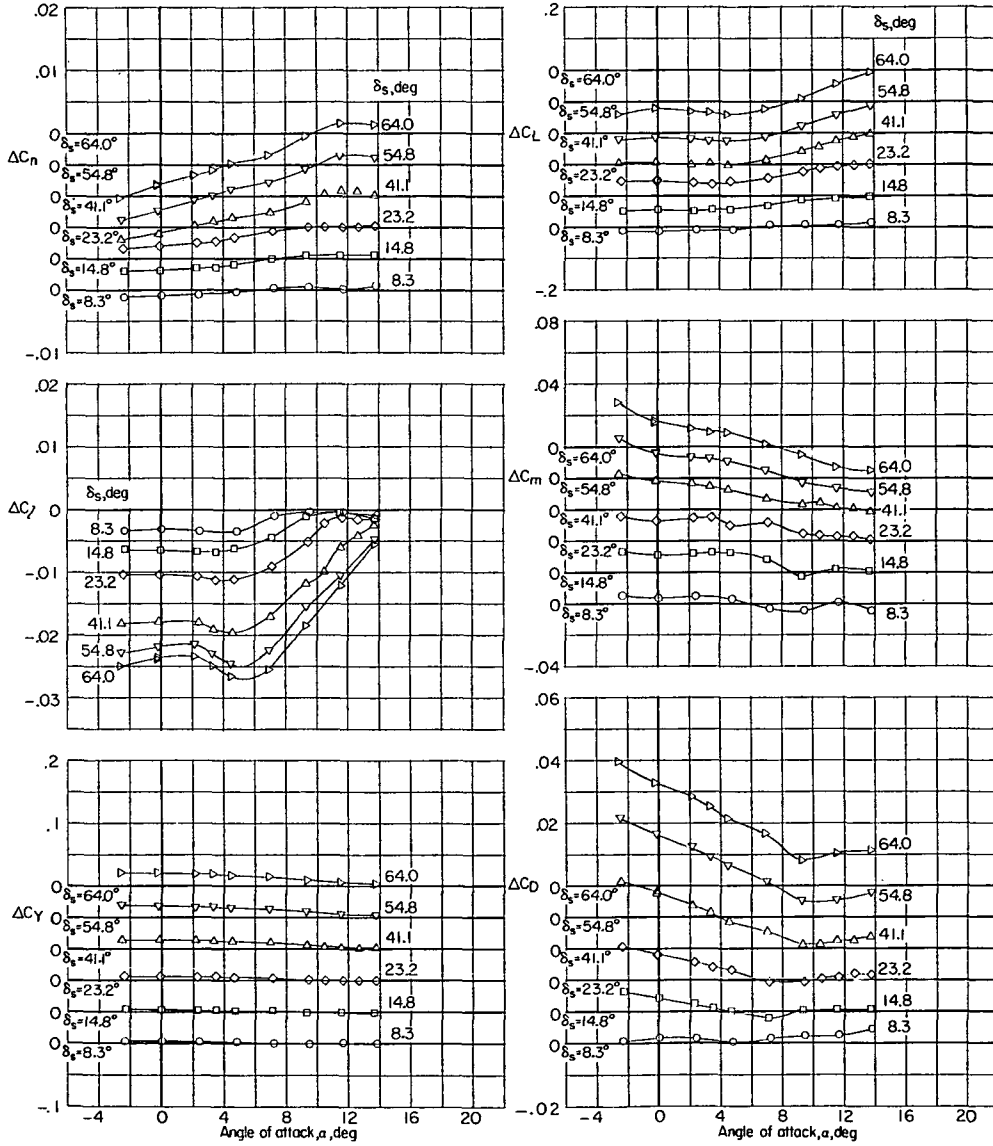 .02
.01
δs,deg
0
64.0
ΔCn
δs=64.0°
0
54.8
δs=54.8°
0
41.1
δs=41.1°
0
23.2
δs=23.2°
0
14.8
δs=14.8°
0
8.3
δs=8.3°
-.01
.02
.01
ΔCl
δs,deg
0
8.3
14.8
-.01
23.2
41.1
-.02
54.8
64.0
-.03
.2
.1
0
64.0
ΔCY
δs=64.0°
0
54.8
δs=54.8°
0
41.1
δs=41.1°
0
23.2
δs=23.2°
0
14.8
δs=14.8°
0
8.3
δs=8.3°
-.1
-4 0 4 8 12 16 20
Angle of attack,α,deg
.2
δs,deg
64.0
0
δs=64.0°
54.8
0
δs=54.8°
41.1
ΔCL
0
δs=41.1°
23.2
0
δs=23.2°
14.8
0
δs=14.8°
8.3
0
δs=8.3°
-.2
.08
.04
0
δs=64.0°
64.0
ΔCm
0
δs=54.8°
54.8
0
δs=41.1°
41.1
0
δs=23.2°
23.2
0
δs=14.8°
14.8
0
δs=8.3°
8.3
-.04
.06
.04
.02
64.0
ΔCD
0
δs=64.0°
54.8
0
δs=54.8°
41.1
0
δs=41.1°
23.2
0
δs=23.2°
14.8
0
δs=14.8°
8.3
0
δs=8.3°
-.02
-4 0 4 8 12 16 20
Angle of attack,α,deg